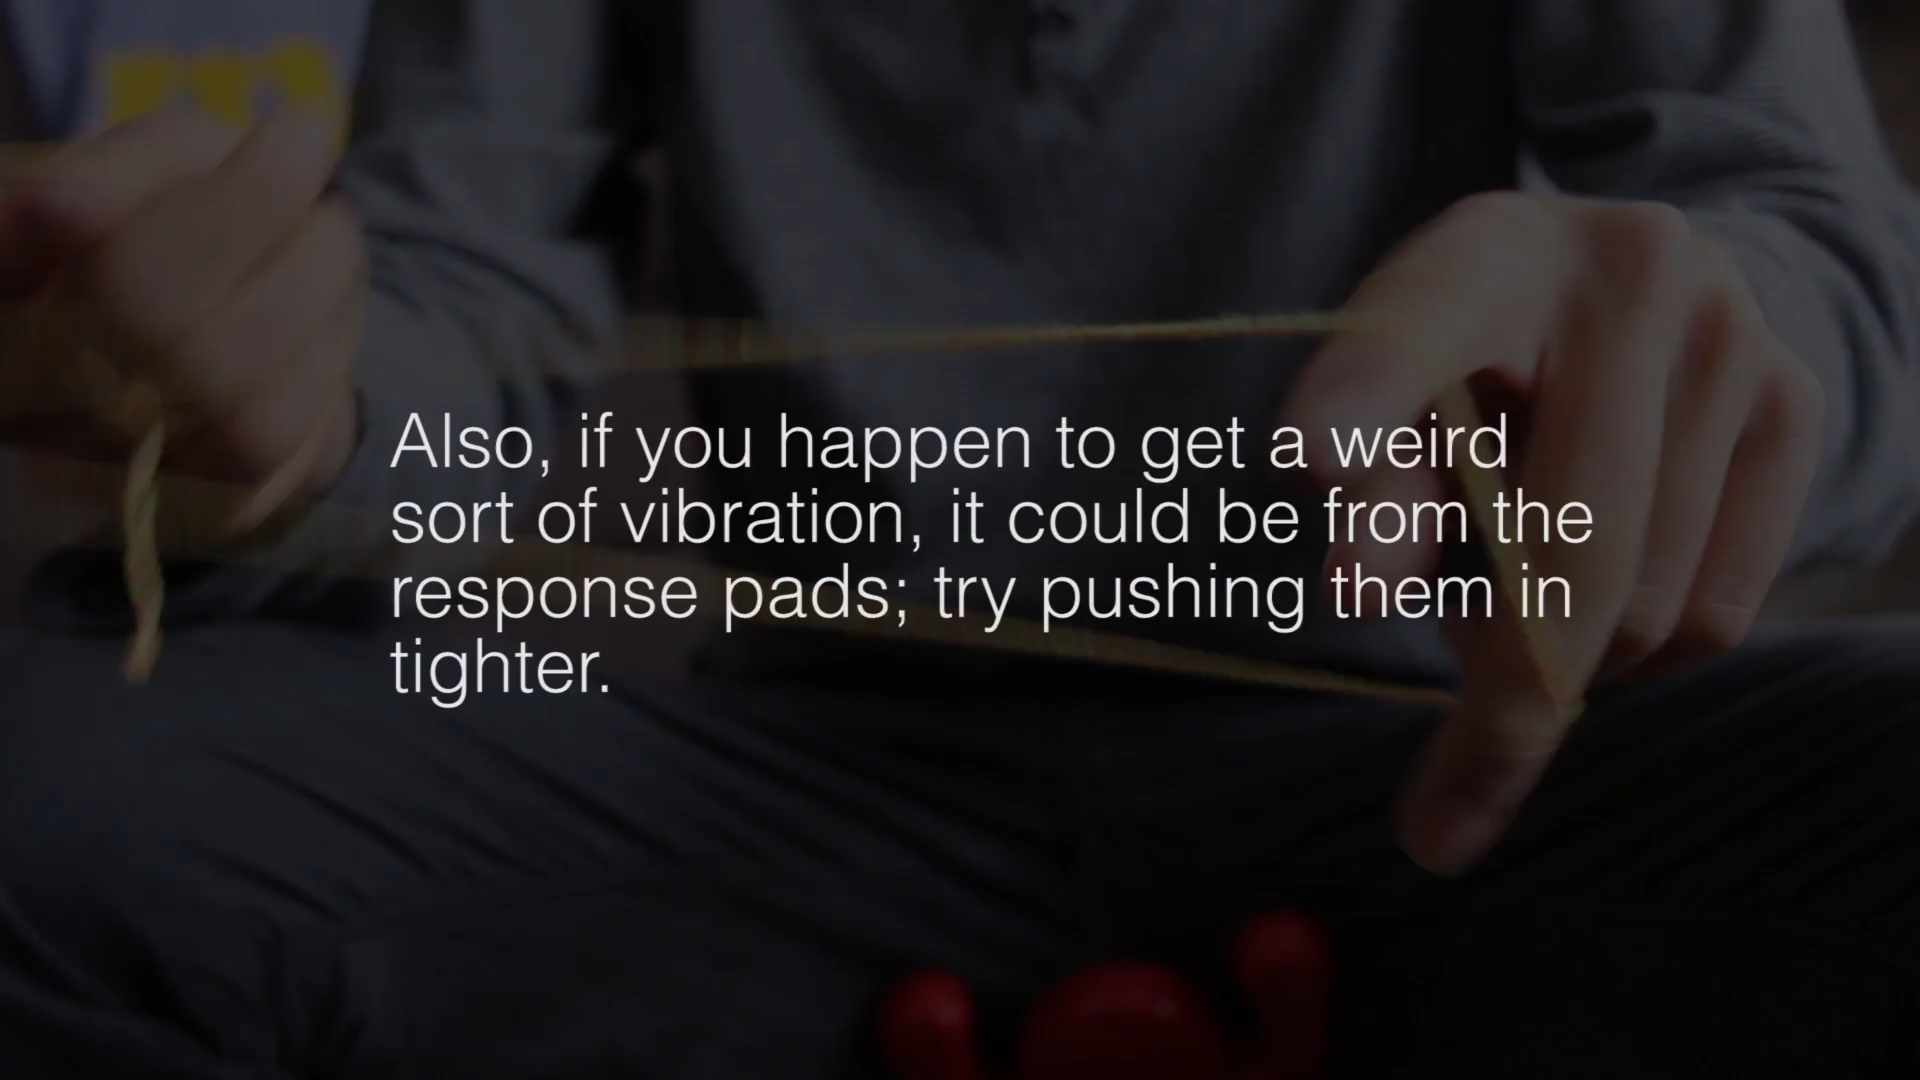 Also, if you happen to get a weird
sort of vibration, it could be from the
response pads; try pushing them in
tighter.